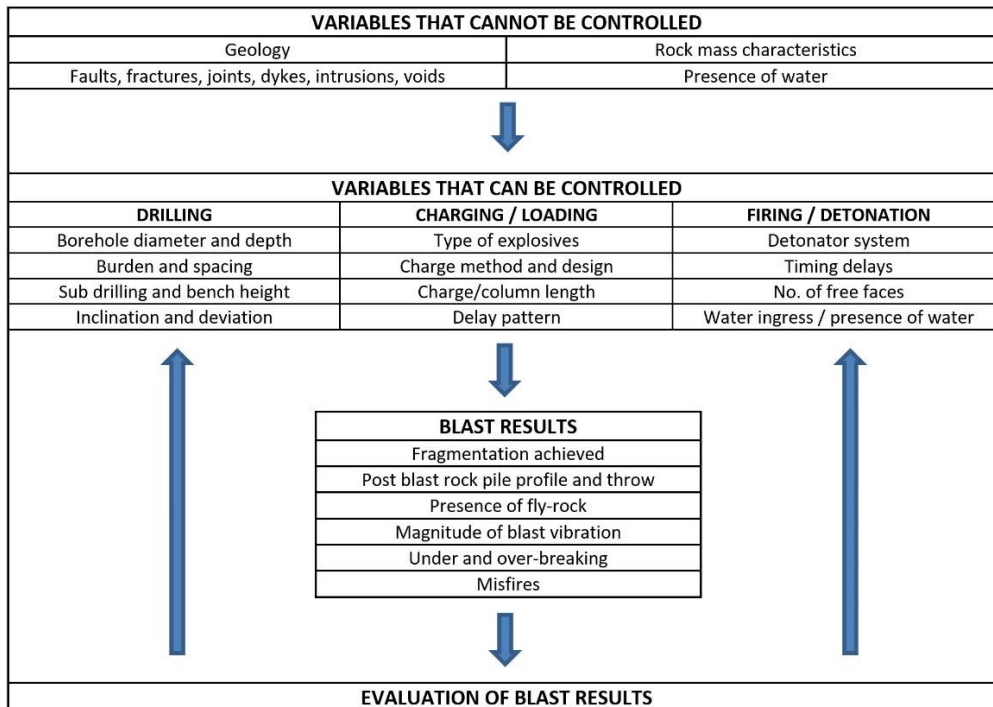 VARIABLES THAT CANNOT BE CONTROLLED
Geology
Rock mass characteristics
Faults, fractures, joints, dykes, intrusions, voids
Presence of water
VARIABLES THAT CAN BE CONTROLLED
DRILLING
CHARGING / LOADING
FIRING / DETONATION
Borehole diameter and depth
Type of explosives
Detonator system
Burden and spacing
Charge method and design
Timing delays
Sub drilling and bench height
Charge/column length
No. of free faces
Inclination and deviation
Delay pattern
Water ingress / presence of water
BLAST RESULTS
Fragmentation achieved
Post blast rock pile profile and throw
Presence of fly-rock
Magnitude of blast vibration
Under and over-breaking
Misfires
EVALUATION OF BLAST RESULTS